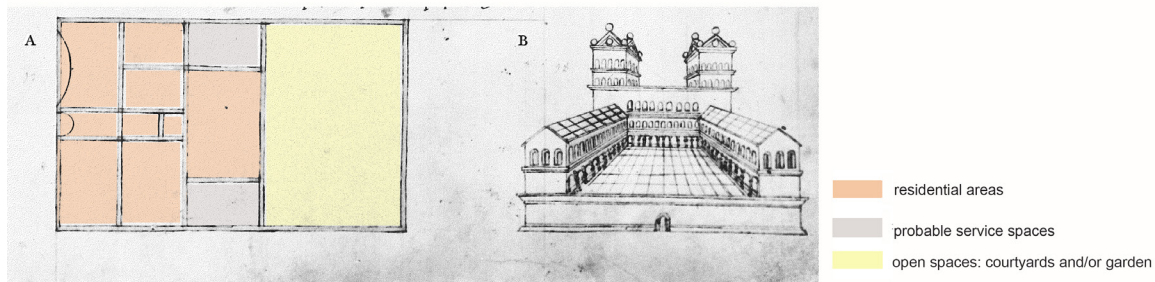 A
B
residential areas
probable service spaces
open spaces: courtyards and/or garden